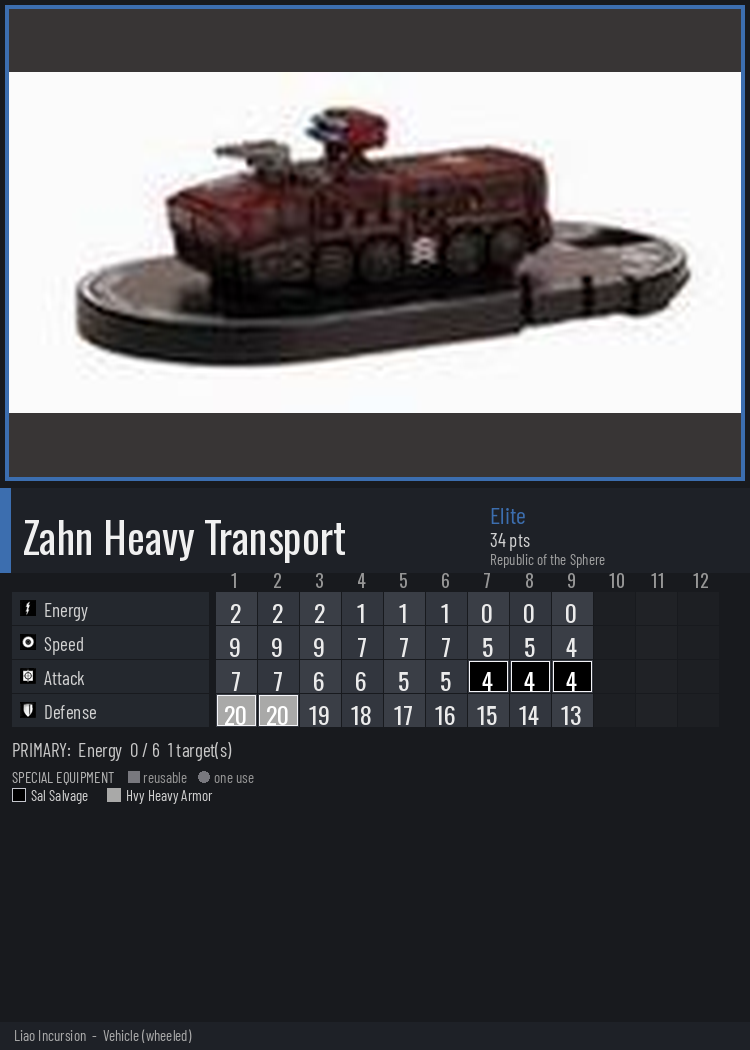 Zahn Heavy Transport
Elite
34 pts
Republic of the Sphere
1 2 3 4 5 6 7 8 9 10 11 12
Energy 2 2 2 1 1 1 0 0 0
Speed 9 9 9 7 7 7 5 5 4
Attack 7 7 6 6 5 5 4 4 4
Defense 20 20 19 18 17 16 15 14 13
PRIMARY: Energy 0 / 6 1 target(s)
SPECIAL EQUIPMENT reusable one use
Sal Salvage Hvy Heavy Armor
Liao Incursion - Vehicle (wheeled)